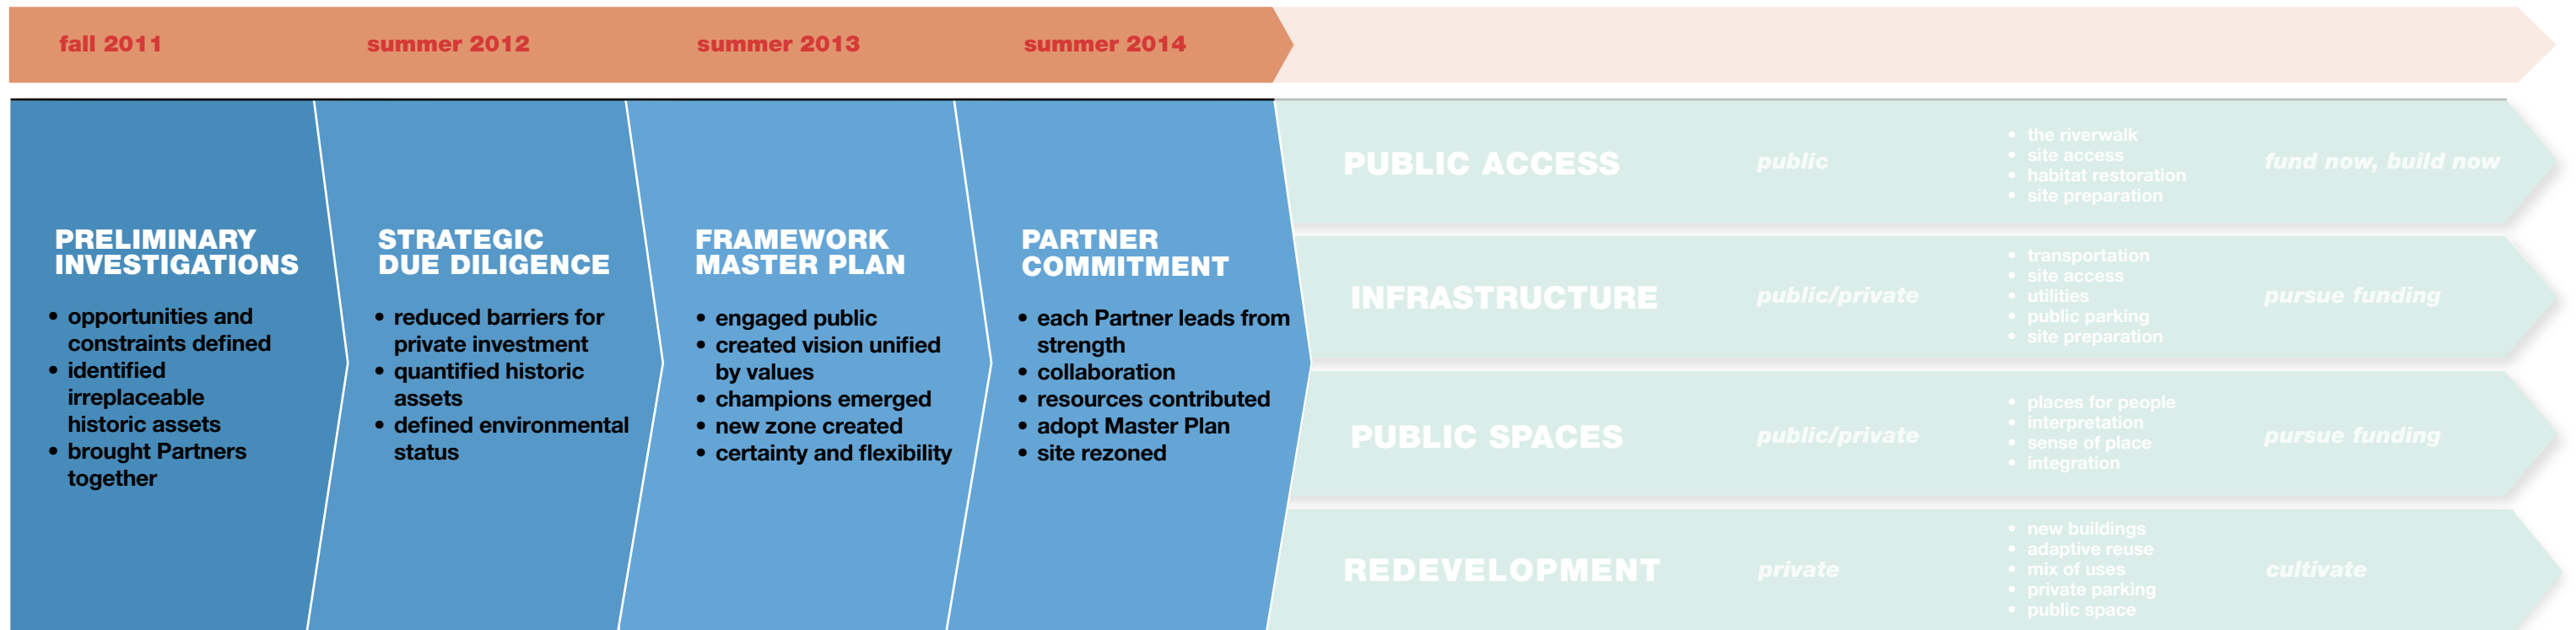 fall 2011
summer 2012
summer 2013
summer 2014
PRELIMINARY
INVESTIGATIONS
• opportunities and
constraints defined
• identified
irreplaceable
historic assets
• brought Partners
together
STRATEGIC
DUE DILIGENCE
• reduced barriers for
private investment
• quantified historic
assets
• defined environmental
status
FRAMEWORK
MASTER PLAN
• engaged public
• created vision unified
by values
• champions emerged
• new zone created
• certainty and flexibility
PARTNER
COMMITMENT
• each Partner leads from
strength
• collaboration
• resources contributed
• adopt Master Plan
• site rezoned
PUBLIC ACCESS
public
• the riverwalk
• site access
• habitat restoration
• site preparation
fund now, build now
INFRASTRUCTURE
public/private
• transportation
• site access
• utilities
• public parking
• site preparation
pursue funding
PUBLIC SPACES
public/private
• places for people
• interpretation
• sense of place
• integration
pursue funding
REDEVELOPMENT
private
• new buildings
• adaptive reuse
• mix of uses
• private parking
• public space
cultivate